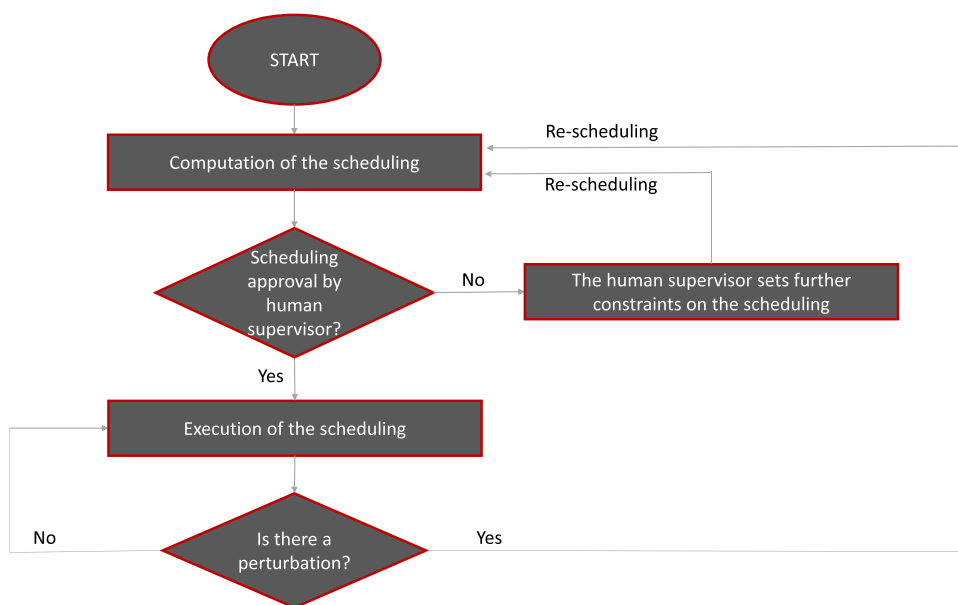 START
Re-scheduling
Computation of the scheduling
Re-scheduling
Scheduling
approval by
human
supervisor?
No
The human supervisor sets further
constraints on the scheduling
Yes
Execution of the scheduling
No
Is there a
perturbation?
Yes